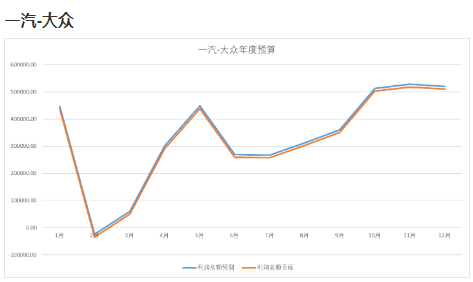 一汽-大众
一汽-大众年度预算
600000.00
500000.00
400000.00
300000.00
200000.00
100000.00
0.00
-100000.00
1月
2月
3月
4月
5月
6月
7月
8月
9月
10月
11月
12月
利润总额预测
利润总额目标